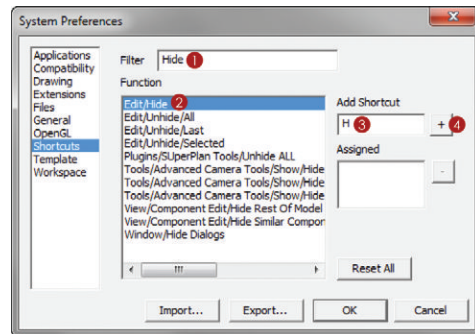 System Preferences
Applications
Compatibility
Drawing
Extensions
Files
General
OpenGL
Shortcuts
Template
Workspace
Filter
Hide 1
Function
Edit/Hide 2
Edit/Unhide/All
Edit/Unhide/Last
Edit/Unhide/Selected
Plugins/SUperPlan Tools/Unhide ALL
Tools/Advanced Camera Tools/Show/Hide
Tools/Advanced Camera Tools/Show/Hide
Tools/Advanced Camera Tools/Show/Hide
View/Component Edit/Hide Rest Of Model
View/Component Edit/Hide Similar Compor
Window/Hide Dialogs
Add Shortcut
H 3 + 4
Assigned
-
Reset All
Import... Export... OK Cancel